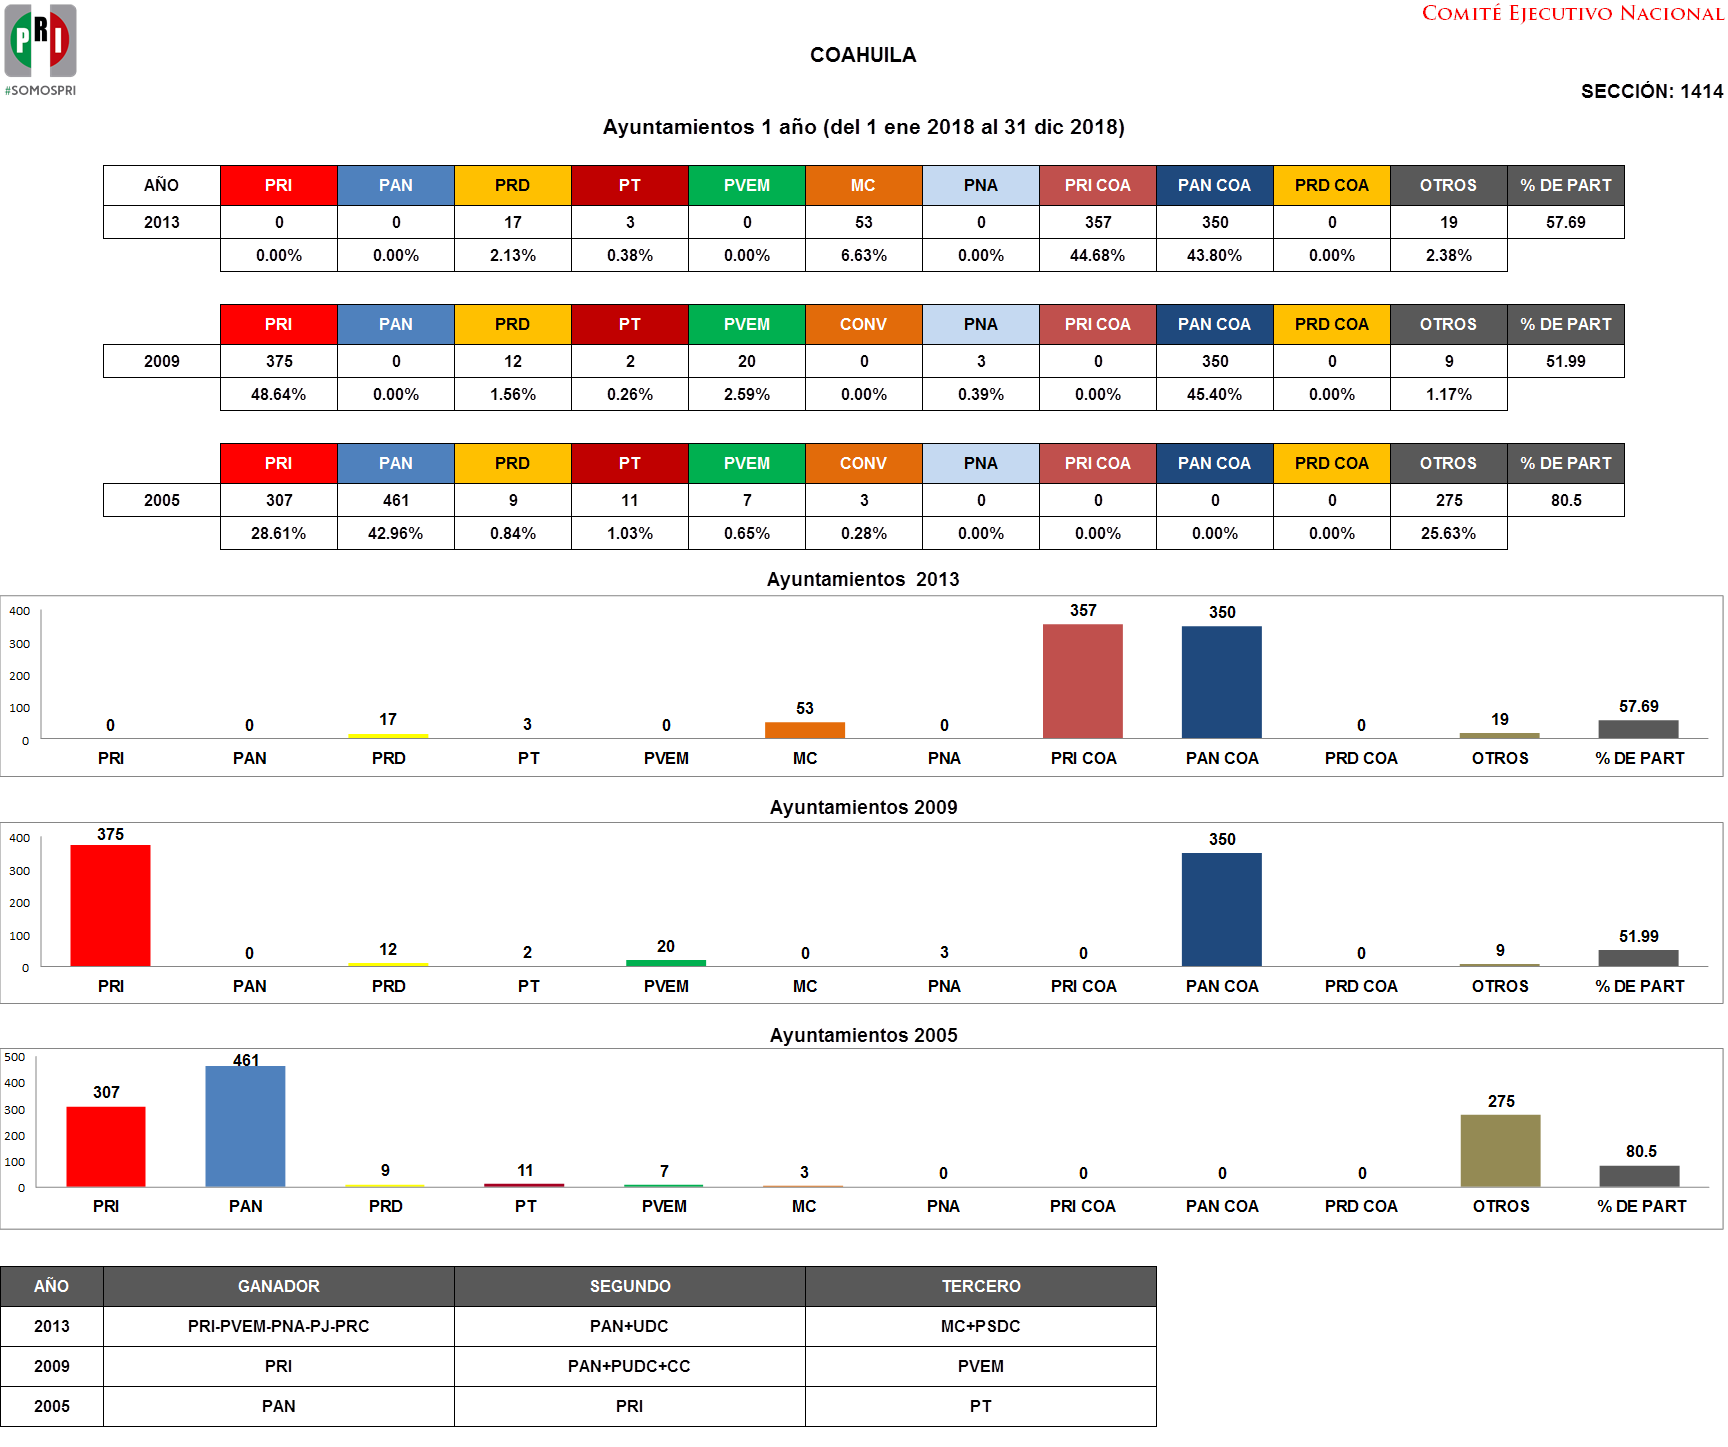 PRI
#SOMOSPRI
COMITÉ EJECUTIVO NACIONAL
COAHUILA
SECCIÓN: 1414
Ayuntamientos 1 año (del 1 ene 2018 al 31 dic 2018)
AÑO PRI PAN PRD PT PVEM MC PNA PRI COA PAN COA PRD COA OTROS % DE PART
2013 0 0 17 3 0 53 0 357 350 0 19 57.69
0.00% 0.00% 2.13% 0.38% 0.00% 6.63% 0.00% 44.68% 43.80% 0.00% 2.38%
PRI PAN PRD PT PVEM CONV PNA PRI COA PAN COA PRD COA OTROS % DE PART
2009 375 0 12 2 20 0 3 0 350 0 9 51.99
48.64% 0.00% 1.56% 0.26% 2.59% 0.00% 0.39% 0.00% 45.40% 0.00% 1.17%
PRI PAN PRD PT PVEM CONV PNA PRI COA PAN COA PRD COA OTROS % DE PART
2005 307 461 9 11 7 3 0 0 0 0 275 80.5
28.61% 42.96% 0.84% 1.03% 0.65% 0.28% 0.00% 0.00% 0.00% 0.00% 25.63%
Ayuntamientos 2013
400
300
200
100
0
0 0 17 3 0 53 0 357 350 0 19 57.69
PRI PAN PRD PT PVEM MC PNA PRI COA PAN COA PRD COA OTROS % DE PART
Ayuntamientos 2009
400
300
200
100
0
375 0 12 2 20 0 3 0 350 0 9 51.99
PRI PAN PRD PT PVEM MC PNA PRI COA PAN COA PRD COA OTROS % DE PART
Ayuntamientos 2005
500
400
300
200
100
0
307 461 9 11 7 3 0 0 0 0 275 80.5
PRI PAN PRD PT PVEM MC PNA PRI COA PAN COA PRD COA OTROS % DE PART
AÑO GANADOR SEGUNDO TERCERO
2013 PRI-PVEM-PNA-PJ-PRC PAN+UDC MC+PSDC
2009 PRI PAN+PUDC+CC PVEM
2005 PAN PRI PT